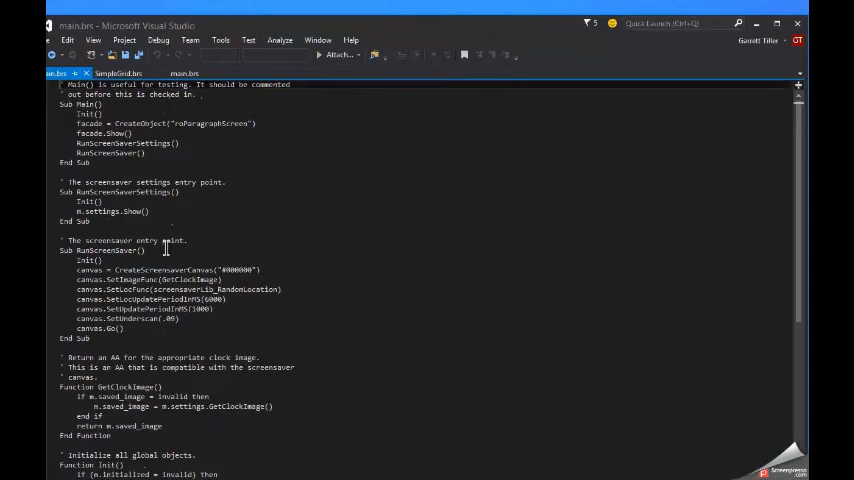 main.brs - Microsoft Visual Studio
5
Quick Launch (Ctrl+Q)
Edit View Project Debug Team Tools Test Analyze Window Help
Garrett Tiller GT
Attach...
SimpleGrid.brs main.brs
' Main() is useful for testing. It should be commented
' out before this is checked in.
Sub Main()
Init()
facade = CreateObject("roParagraphScreen")
facade.Show()
RunScreenSaverSettings()
RunScreenSaver()
End Sub
' The screensaver settings entry point.
Sub RunScreenSaverSettings()
Init()
m.settings.Show()
End Sub
' The screensaver entry point.
Sub RunScreenSaver()
Init()
canvas = CreateScreensaverCanvas("#000000")
canvas.SetImageFunc(GetClockImage)
canvas.SetLocFunc(screensaverLib_RandomLocation)
canvas.SetLocUpdatePeriodInMS(6000)
canvas.SetUpdatePeriodInMS(1000)
canvas.SetUnderscan(.09)
canvas.Go()
End Sub
' Return an AA for the appropriate clock image.
' This is an AA that is compatible with the screensaver
' canvas.
Function GetClockImage()
if m.saved_image = invalid then
m.saved_image = m.settings.GetClockImage()
end if
return m.saved_image
End Function
' Initialize all global objects.
Function Init()
if (m.initialized = invalid) then
Screenpresso